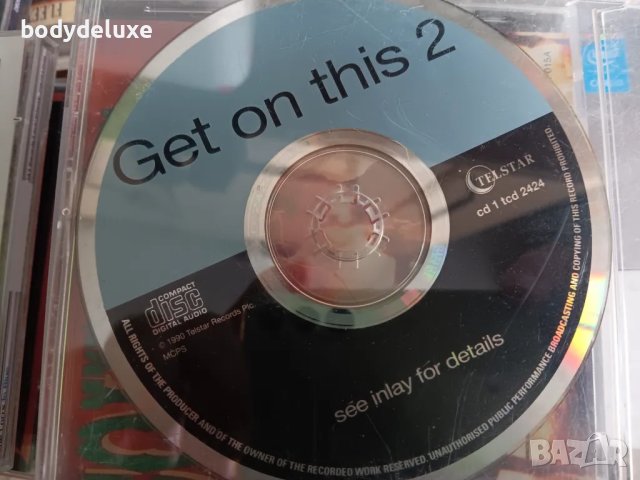 bodydeluxe
Get on this 2
TELSTAR
cd 1 tcd 2424
COMPACT
disc
DIGITAL AUDIO
℗ 1990 Telstar Records Plc.
MCPS
see inlay for details
ALL RIGHTS OF THE PRODUCER AND OF THE OWNER OF THE RECORDED WORK RESERVED. UNAUTHORISED PUBLIC PERFORMANCE BROADCASTING AND COPYING OF THIS RECORD PROHIBITED
BAZAR